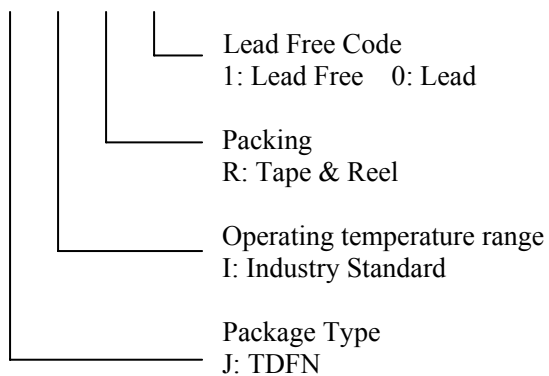 Lead Free Code
1: Lead Free 0: Lead
Packing
R: Tape & Reel
Operating temperature range
I: Industry Standard
Package Type
J: TDFN